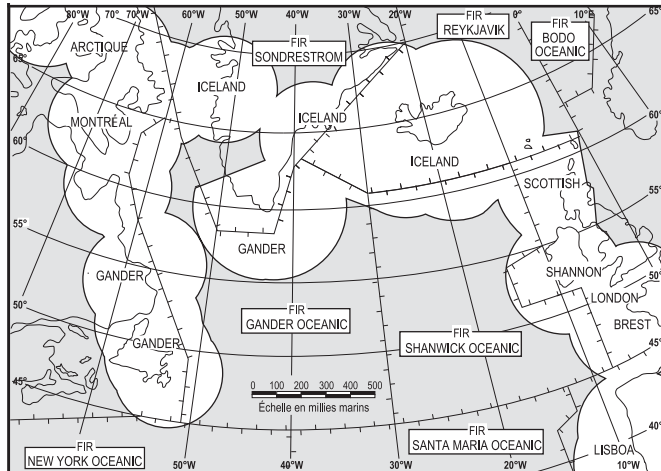 80°W
70°W
60°W
50°W
40°W
30°W
20°W
10°W
0°
10°E
65°
65°
ARCTIQUE
FIR
SONDRESTROM
FIR
REYKJAVIK
FIR
BODO
OCEANIC
ICELAND
ICELAND
ICELAND
MONTRÉAL
60°
60°
SCOTTISH
55°
55°
GANDER
GANDER
GANDER
SHANNON
LONDON
BREST
50°
50°
FIR
GANDER OCEANIC
FIR
SHANWICK OCEANIC
0 100 200 300 400 500
Échelle en millies marins
45°
45°
FIR
SANTA MARIA OCEANIC
40°
LISBOA
FIR
NEW YORK OCEANIC
50°W
40°W
30°W
20°W
10°W